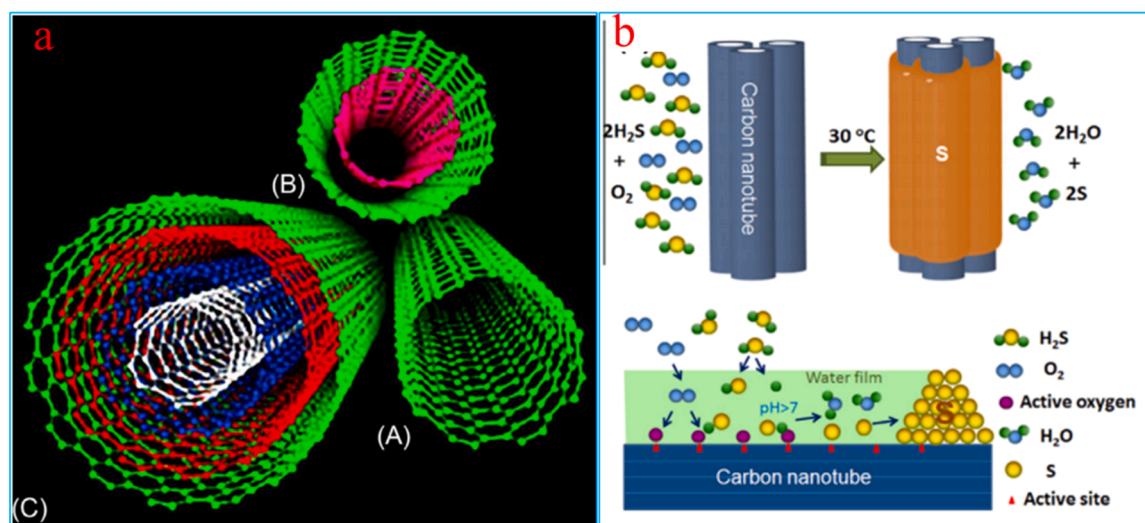 a
(B)
(A)
(C)
b
2H₂S
+
O₂
Carbon nanotube
30 °C
S
2H₂O
+
2S
Water film
pH>7
S
Carbon nanotube
H₂S
O₂
Active oxygen
H₂O
S
Active site